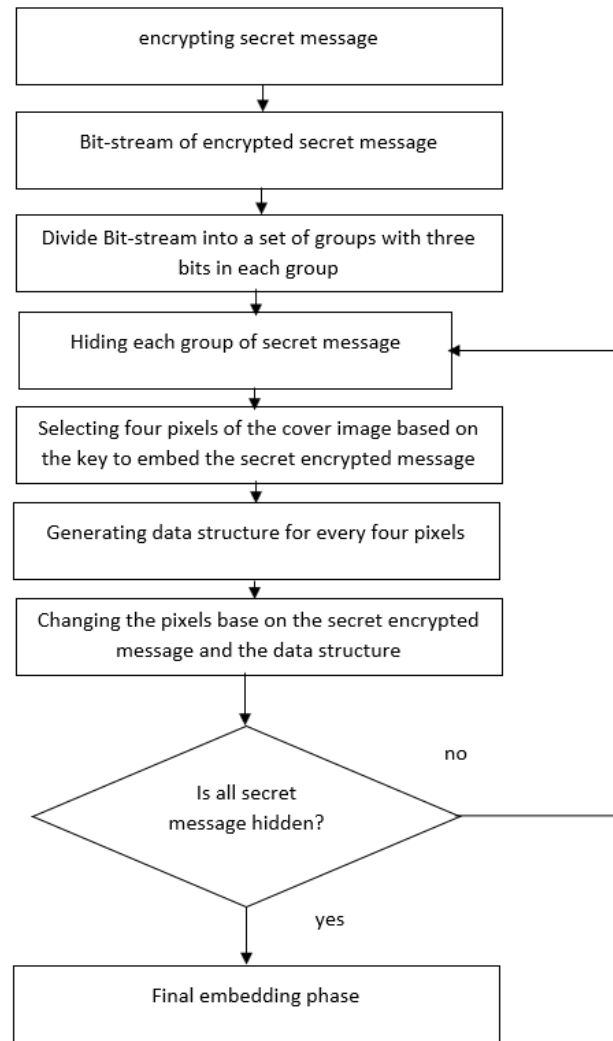 encrypting secret message
Bit-stream of encrypted secret message
Divide Bit-stream into a set of groups with three
bits in each group
Hiding each group of secret message
Selecting four pixels of the cover image based on
the key to embed the secret encrypted message
Generating data structure for every four pixels
Changing the pixels base on the secret encrypted
message and the data structure
no
Is all secret
message hidden?
yes
Final embedding phase